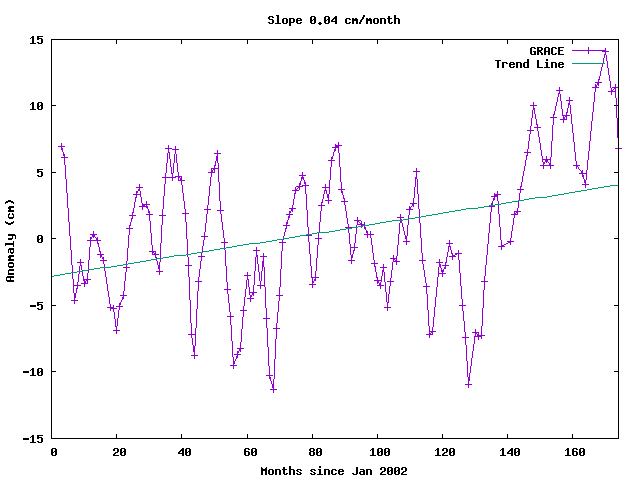 Slope 0.04 cm/month
GRACE
Trend Line
15
10
5
0
-5
-10
-15
Anomaly (cm)
0 20 40 60 80 100 120 140 160
Months since Jan 2002